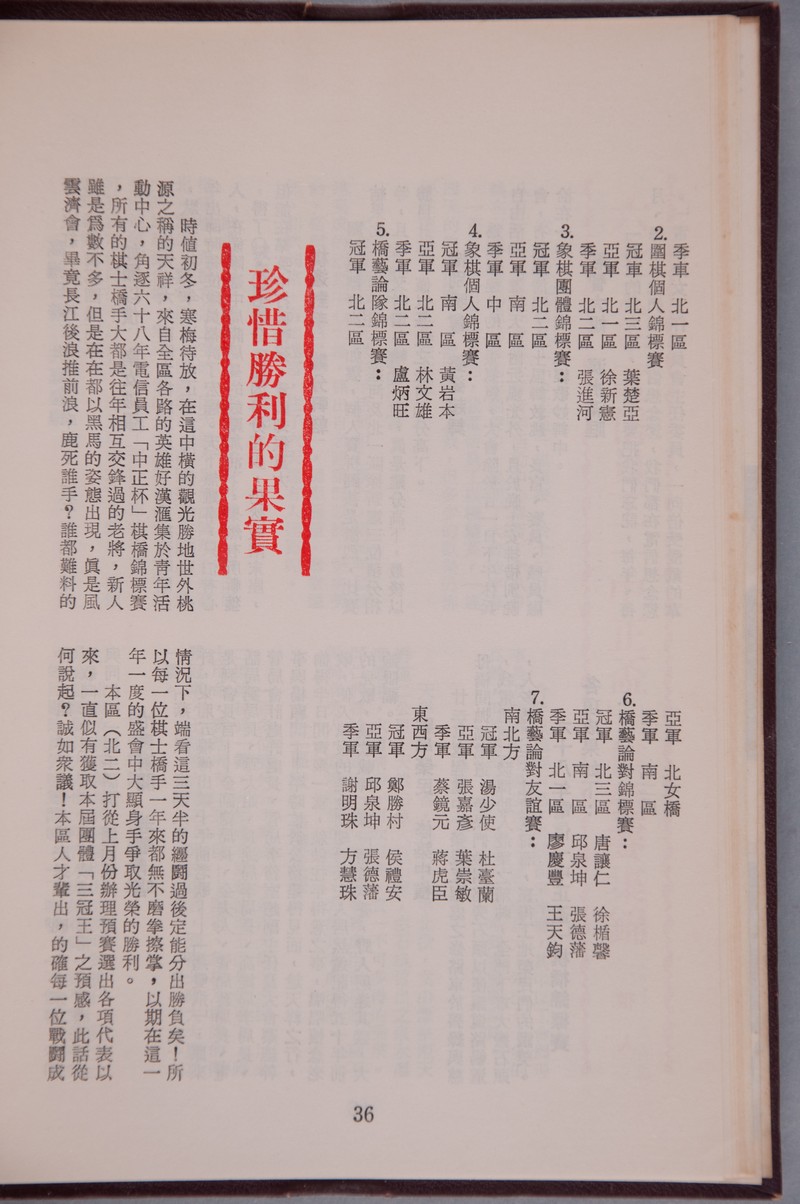 季軍 北一區
2.圍棋個人錦標賽
冠軍 北三區 葉楚亞
亞軍 北一區 徐新憲
季軍 北二區 張進河
3.象棋團體錦標賽：
冠軍 北二區
亞軍 南 區
季軍 中 區
4.象棋個人錦標賽：
冠軍 南 區 黃岩本
亞軍 北二區 林文雄
季軍 北二區 盧炳旺
5.橋藝論隊錦標賽：
冠軍 北二區
亞軍 北女橋
季軍 南 區
6.橋藝論對錦標賽：
冠軍 北三區 唐讓仁 徐楯馨
亞軍 南 區 邱泉坤 張德藩
季軍 北一區 廖慶豐 王天鈞
7.橋藝論對友誼賽：
南北方
冠軍 湯少使 杜臺蘭
亞軍 張嘉彥 葉崇敏
季軍 蔡鏡元 蔣虎臣
東西方
冠軍 鄭勝村 侯禮安
亞軍 邱泉坤 張德藩
季軍 謝明珠 方慧珠
珍惜勝利的果實
時值初冬，寒梅待放，在這中橫的觀光勝地世外桃
源之稱的天祥，來自全區各路的英雄好漢滙集於青年活
動中心，角逐六十八年電信員工「中正杯」棋橋錦標賽
，所有的棋士橋手大都是往年相互交鋒過的老將，新人
雖是爲數不多，但是在在都以黑馬的姿態出現，眞是風
雲濟會，畢竟長江後浪推前浪，鹿死誰手？誰都難料的
情況下，端看這三天半的經鬪過後定能分出勝負矣！所
以每一位棋士橋手一年來都無不磨拳擦掌，以期在這一
年一度的盛會中大顯身手爭取光榮的勝利。
本區（北二）打從上月份辦理預賽選出各項代表以
來，一直似有獲取本屆團體「三冠王」之預感，此話從
何說起？誠如衆議！本區人才輩出，的確每一位戰鬪成
36